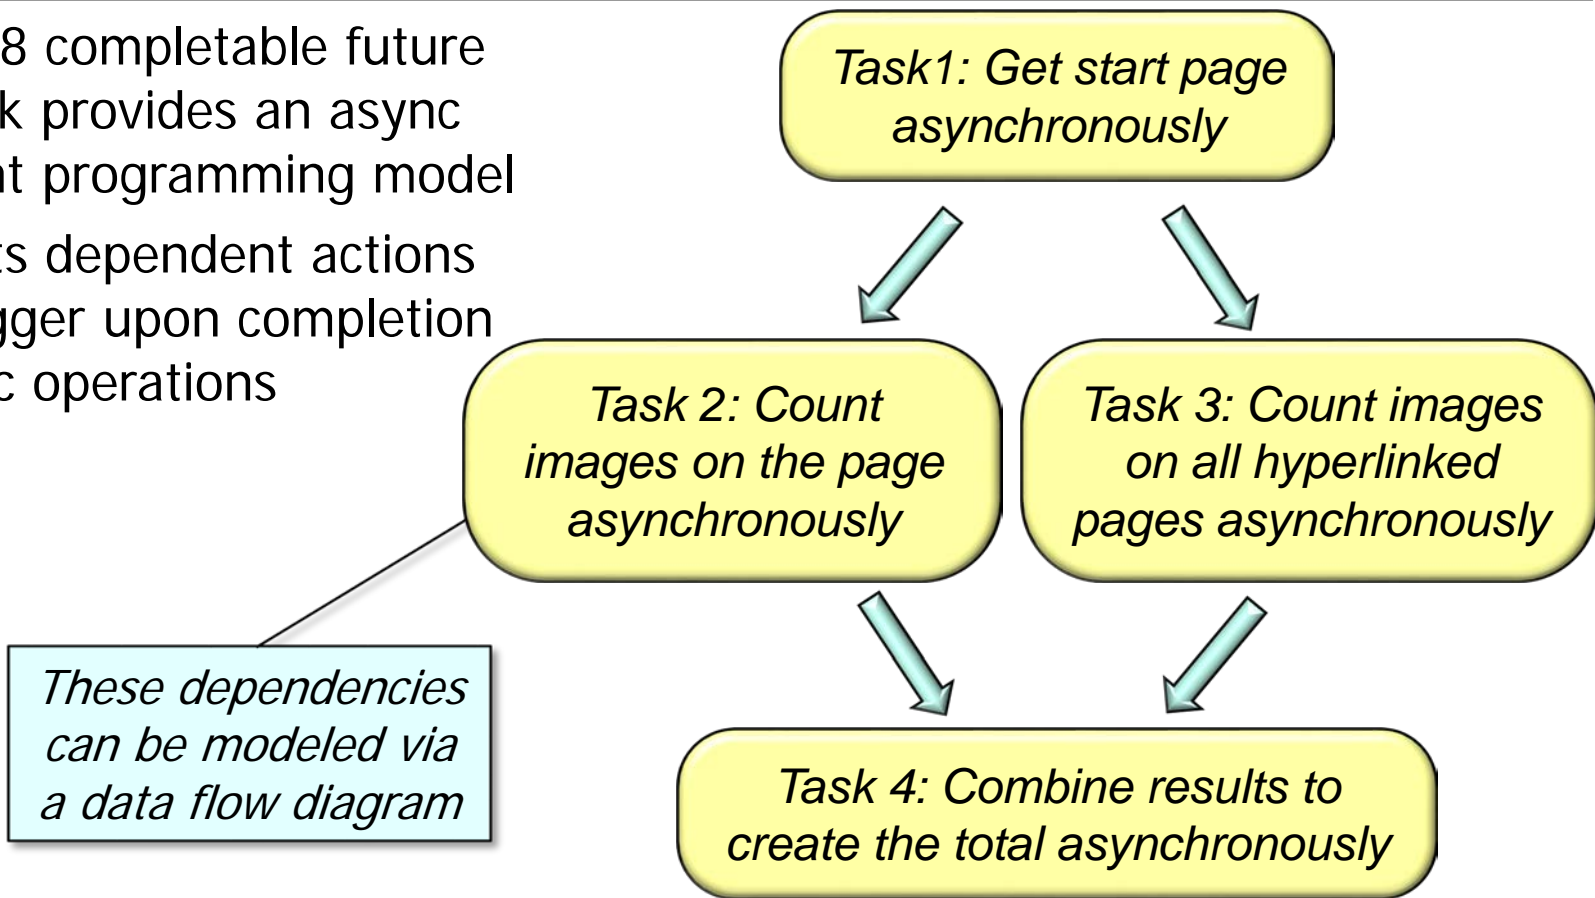 8 completable future
k provides an async
t programming model
ts dependent actions
gger upon completion
c operations
Task1: Get start page
asynchronously
Task 2: Count
images on the page
asynchronously
Task 3: Count images
on all hyperlinked
pages asynchronously
These dependencies
can be modeled via
a data flow diagram
Task 4: Combine results to
create the total asynchronously